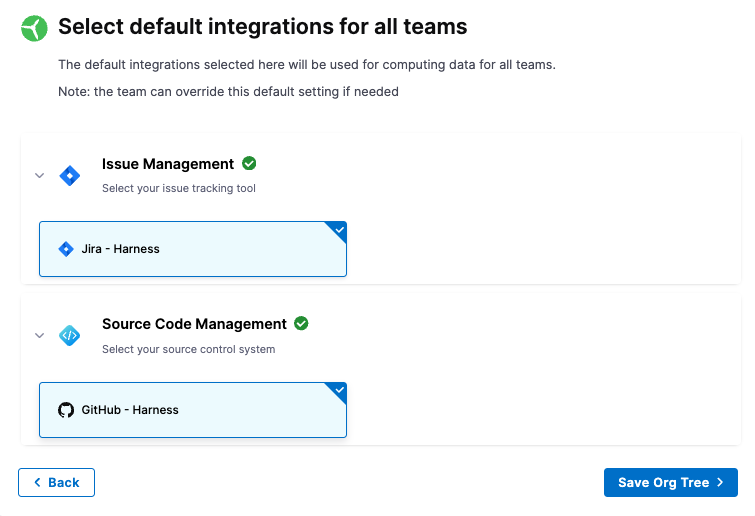 Select default integrations for all teams
The default integrations selected here will be used for computing data for all teams.
Note: the team can override this default setting if needed
Issue Management
Select your issue tracking tool
Jira - Harness
Source Code Management
Select your source control system
GitHub - Harness
Back
Save Org Tree